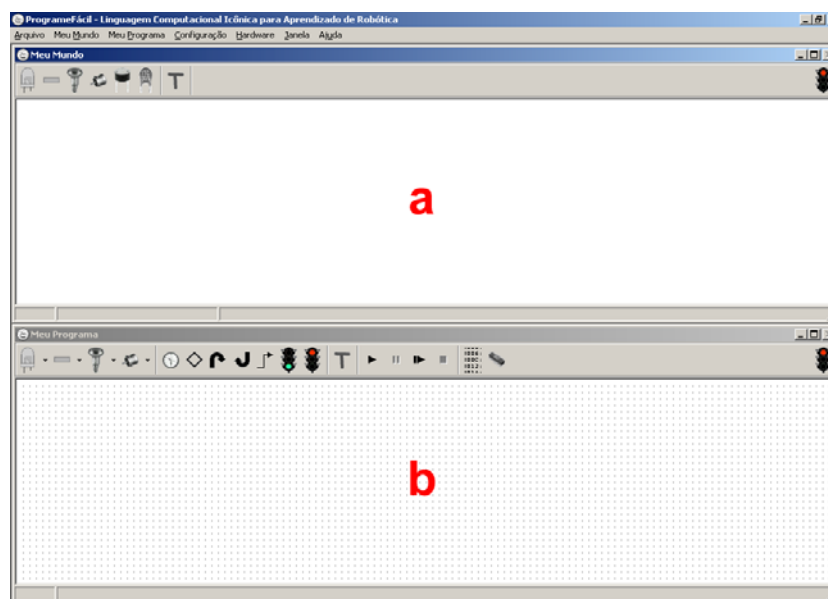 ProgrameFácil - Linguagem Computacional Icônica para Aprendizado de Robótica
Arquivo Meu Mundo Meu Programa Configuração Hardware Janela Ajuda
Meu Mundo
T
a
Meu Programa
T
b